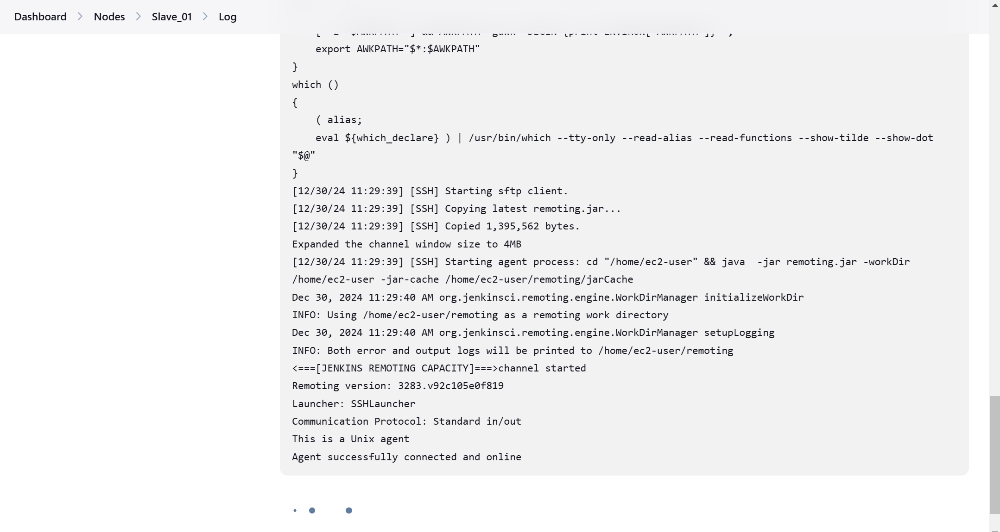 Dashboard > Nodes > Slave_01 > Log
    export AWKPATH="$*:$AWKPATH"
}
which ()
{
    ( alias;
    eval ${which_declare} ) | /usr/bin/which --tty-only --read-alias --read-functions --show-tilde --show-dot
"$@"
}
[12/30/24 11:29:39] [SSH] Starting sftp client.
[12/30/24 11:29:39] [SSH] Copying latest remoting.jar...
[12/30/24 11:29:39] [SSH] Copied 1,395,562 bytes.
Expanded the channel window size to 4MB
[12/30/24 11:29:39] [SSH] Starting agent process: cd "/home/ec2-user" && java  -jar remoting.jar -workDir
/home/ec2-user -jar-cache /home/ec2-user/remoting/jarCache
Dec 30, 2024 11:29:40 AM org.jenkinsci.remoting.engine.WorkDirManager initializeWorkDir
INFO: Using /home/ec2-user/remoting as a remoting work directory
Dec 30, 2024 11:29:40 AM org.jenkinsci.remoting.engine.WorkDirManager setupLogging
INFO: Both error and output logs will be printed to /home/ec2-user/remoting
<===[JENKINS REMOTING CAPACITY]===>channel started
Remoting version: 3283.v92c105e0f819
Launcher: SSHLauncher
Communication Protocol: Standard in/out
This is a Unix agent
Agent successfully connected and online